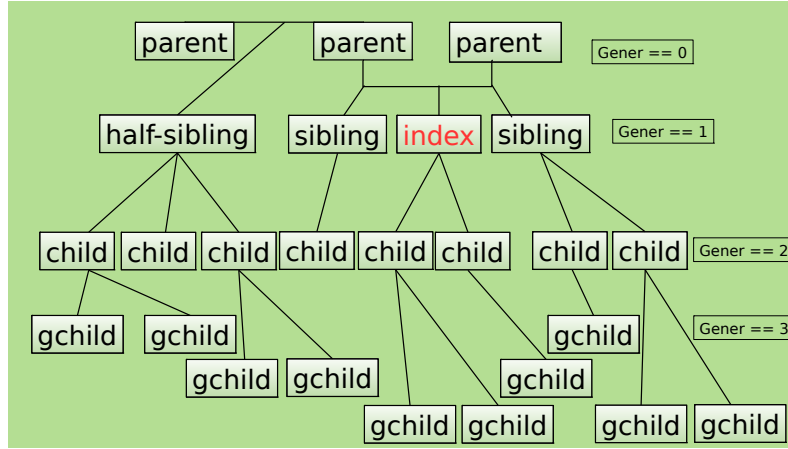 parent
parent
parent
Gener == 0
half-sibling
sibling
index
sibling
Gener == 1
child
child
child
child
child
child
child
child
Gener == 2
gchild
gchild
gchild
Gener == 3
gchild
gchild
gchild
gchild
gchild
gchild
gchild